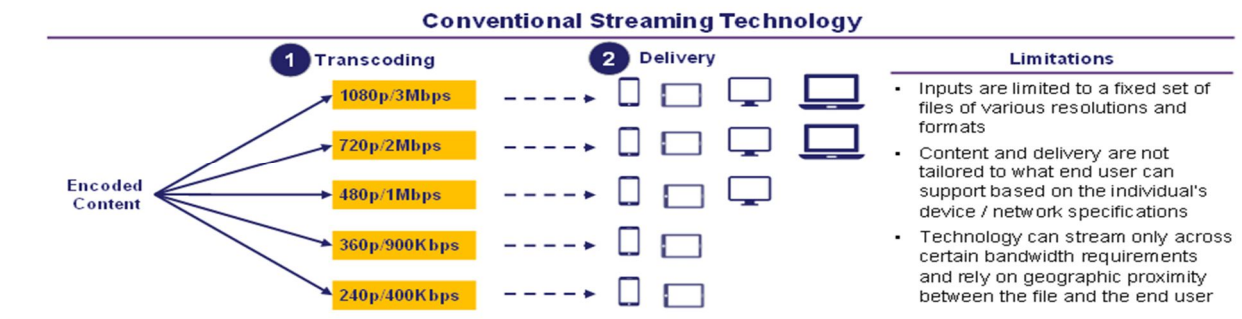 Conventional Streaming Technology
1 Transcoding
2 Delivery
Limitations
Encoded
Content
1080p/3Mbps
720p/2Mbps
480p/1Mbps
360p/900Kbps
240p/400Kbps
▪ Inputs are limited to a fixed set of
files of various resolutions and
formats
▪ Content and delivery are not
tailored to what end user can
support based on the individual's
device / network specifications
▪ Technology can stream only across
certain bandwidth requirements
and rely on geographic proximity
between the file and the end user